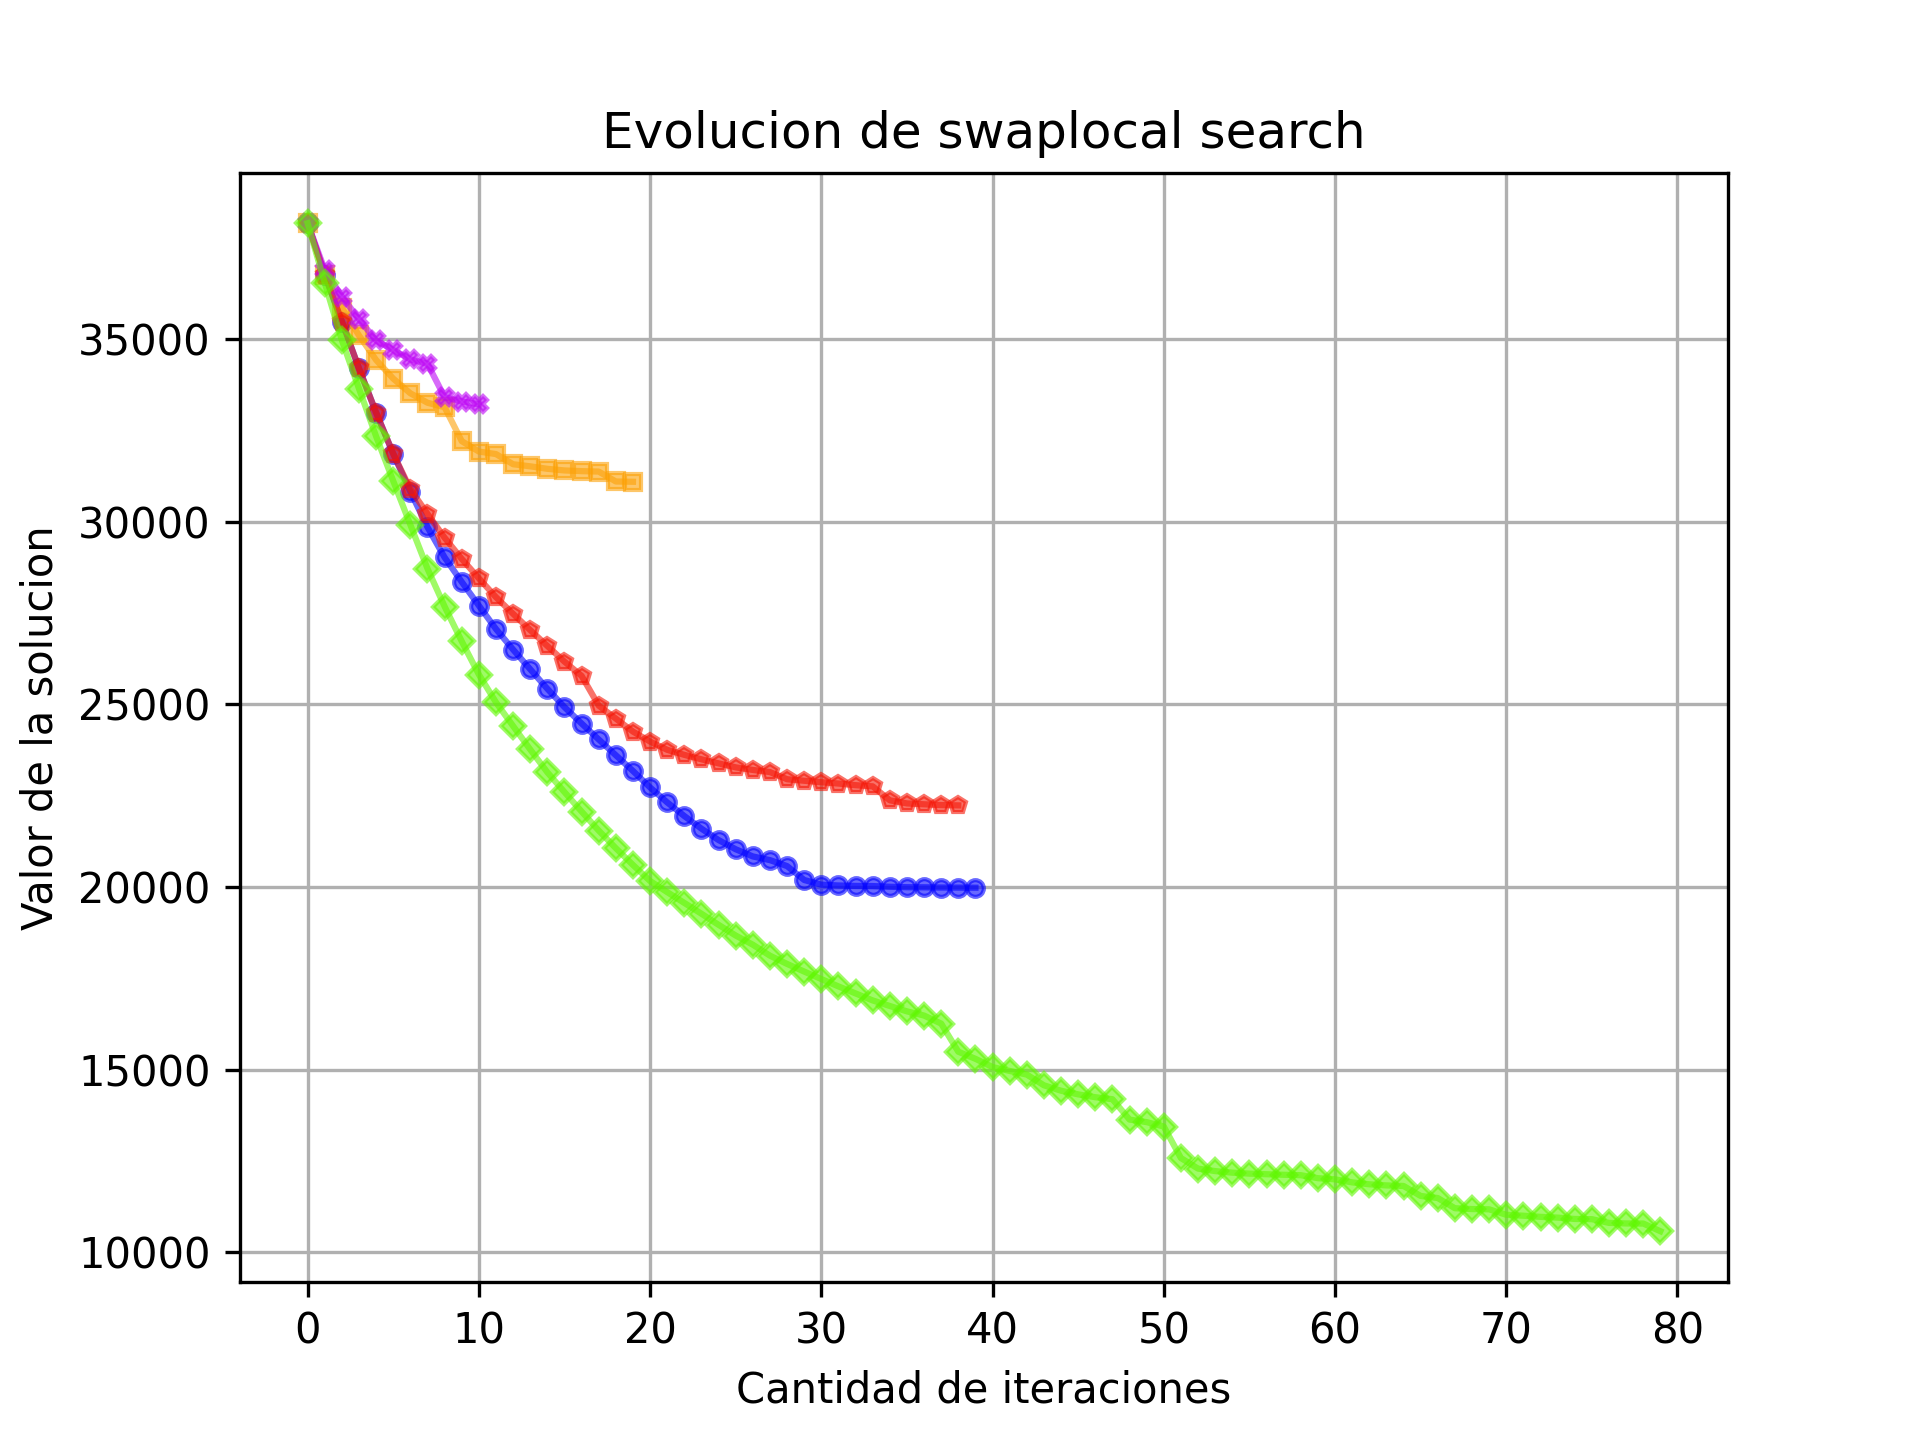 Evolucion de swaplocal search
Valor de la solucion
35000
30000
25000
20000
15000
10000
0 10 20 30 40 50 60 70 80
Cantidad de iteraciones